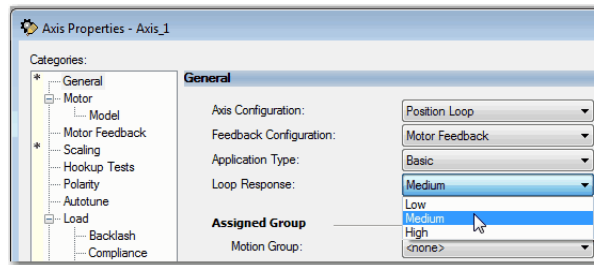 Axis Properties - Axis_1
Categories:
* General
Motor
Model
Motor Feedback
* Scaling
Hookup Tests
Polarity
Autotune
Load
Backlash
Compliance
General
Axis Configuration: Position Loop
Feedback Configuration: Motor Feedback
Application Type: Basic
Loop Response: Medium
Low
Medium
High
Assigned Group
Motion Group: <none>